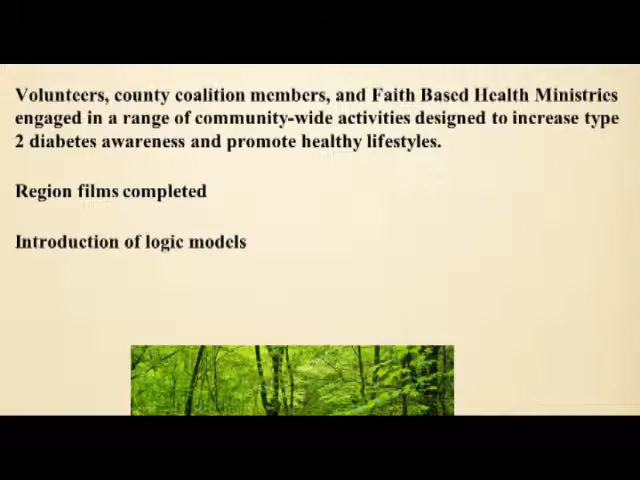 Volunteers, county coalition members, and Faith Based Health Ministries
engaged in a range of community-wide activities designed to increase type
2 diabetes awareness and promote healthy lifestyles.
Region films completed
Introduction of logic models